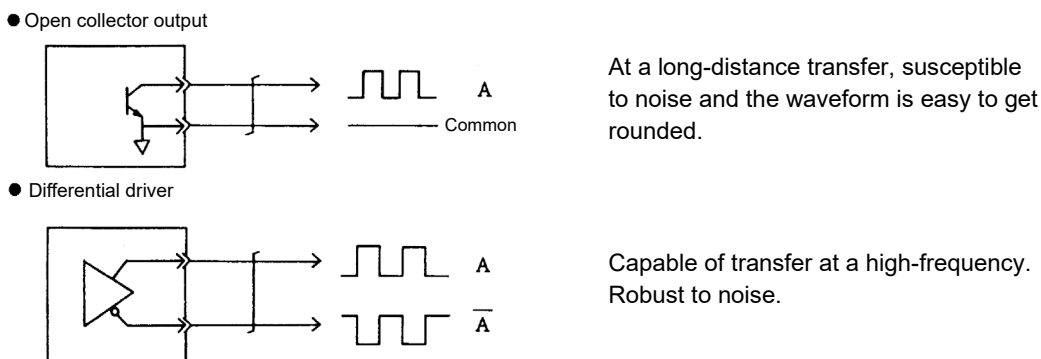 ● Open collector output
A
Common
At a long-distance transfer, susceptible
to noise and the waveform is easy to get
rounded.
● Differential driver
A
A̅
Capable of transfer at a high-frequency.
Robust to noise.